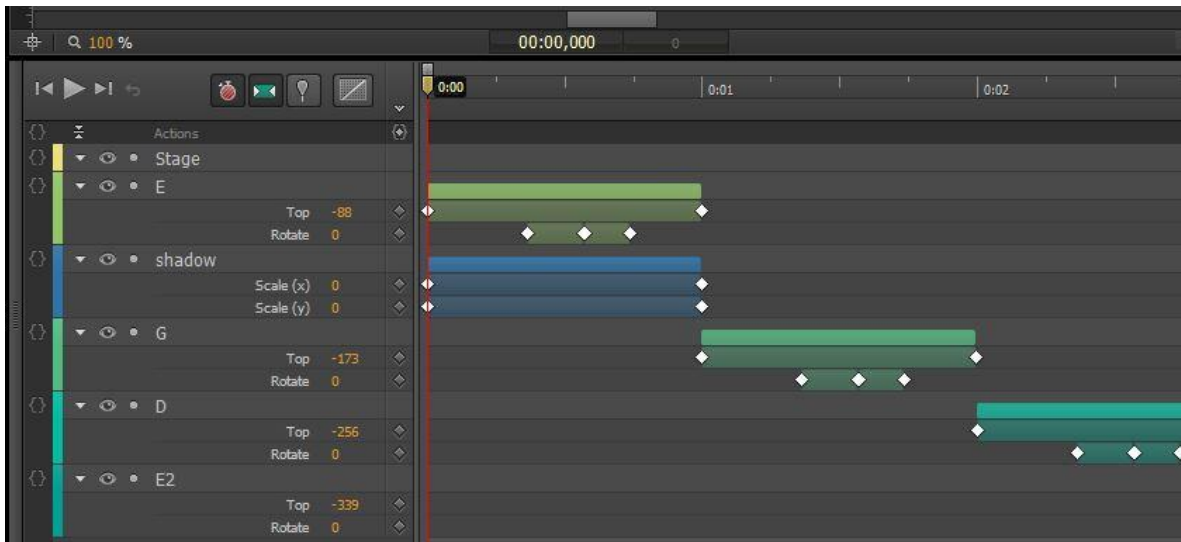 100 %
00:00,000
0
0:00
0:01
0:02
Actions
Stage
E
Top -88
Rotate 0
shadow
Scale (x) 0
Scale (y) 0
G
Top -173
Rotate 0
D
Top -256
Rotate 0
E2
Top -339
Rotate 0